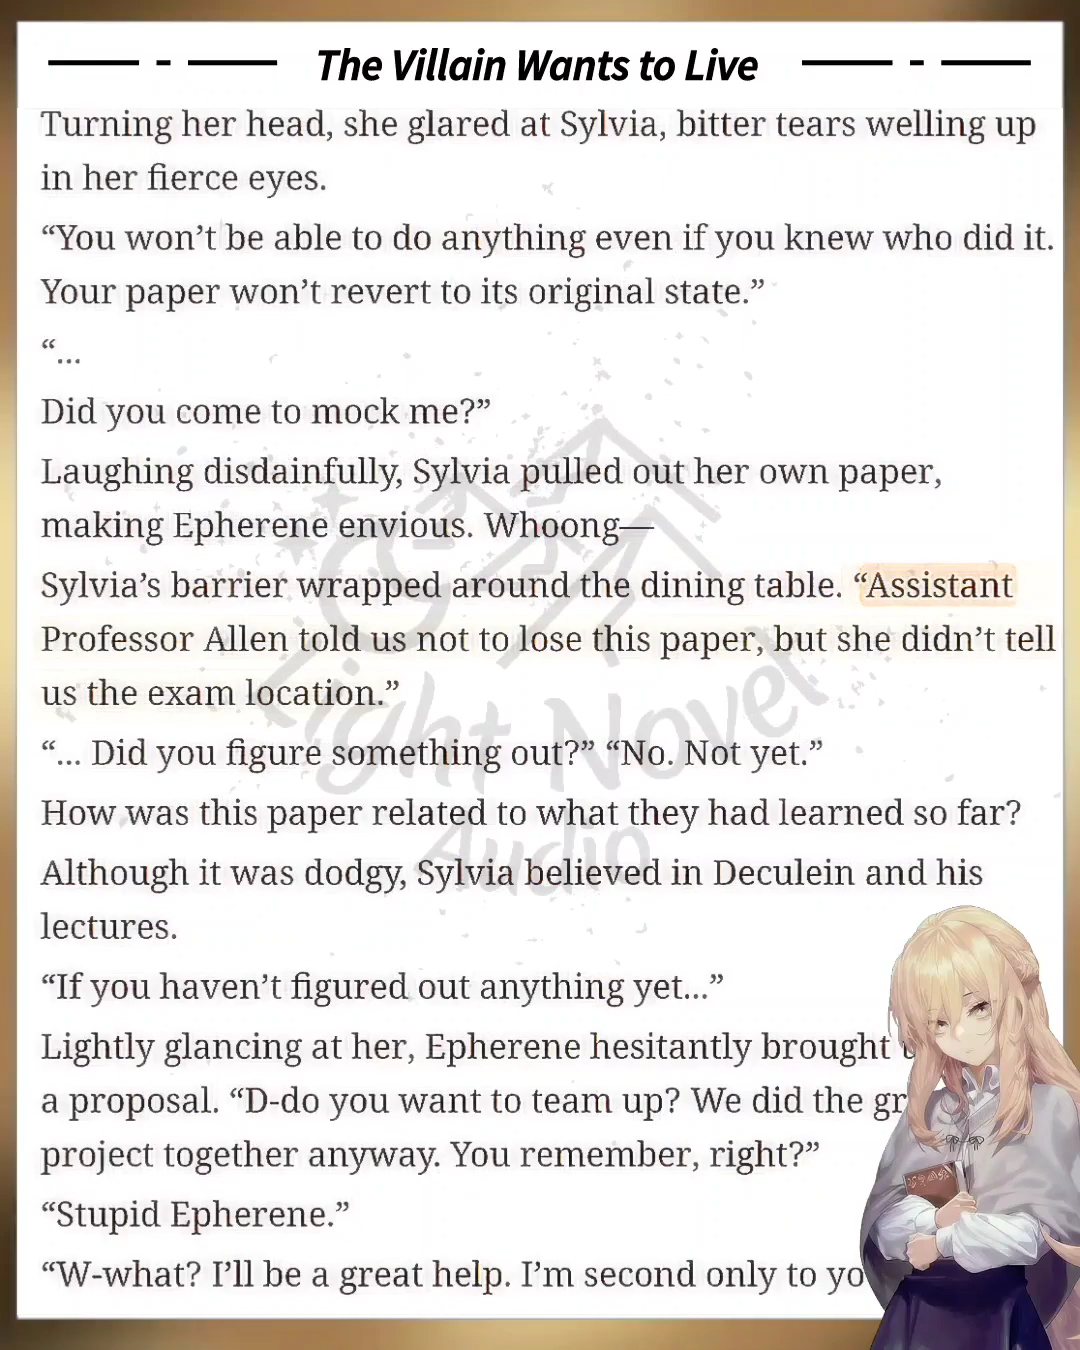 The Villain Wants to Live
Turning her head, she glared at Sylvia, bitter tears welling up
in her fierce eyes.
“You won’t be able to do anything even if you knew who did it.
Your paper won’t revert to its original state.”
“...
Did you come to mock me?”
Laughing disdainfully, Sylvia pulled out her own paper,
making Epherene envious. Whoong—
Sylvia’s barrier wrapped around the dining table. “Assistant
Professor Allen told us not to lose this paper, but she didn’t tell
us the exam location.”
“... Did you figure something out?” “No. Not yet.”
How was this paper related to what they had learned so far?
Although it was dodgy, Sylvia believed in Deculein and his
lectures.
“If you haven’t figured out anything yet...”
Lightly glancing at her, Epherene hesitantly brought
a proposal. “D-do you want to team up? We did the gr
project together anyway. You remember, right?”
“Stupid Epherene.”
“W-what? I’ll be a great help. I’m second only to yo
Light Novel
Audio